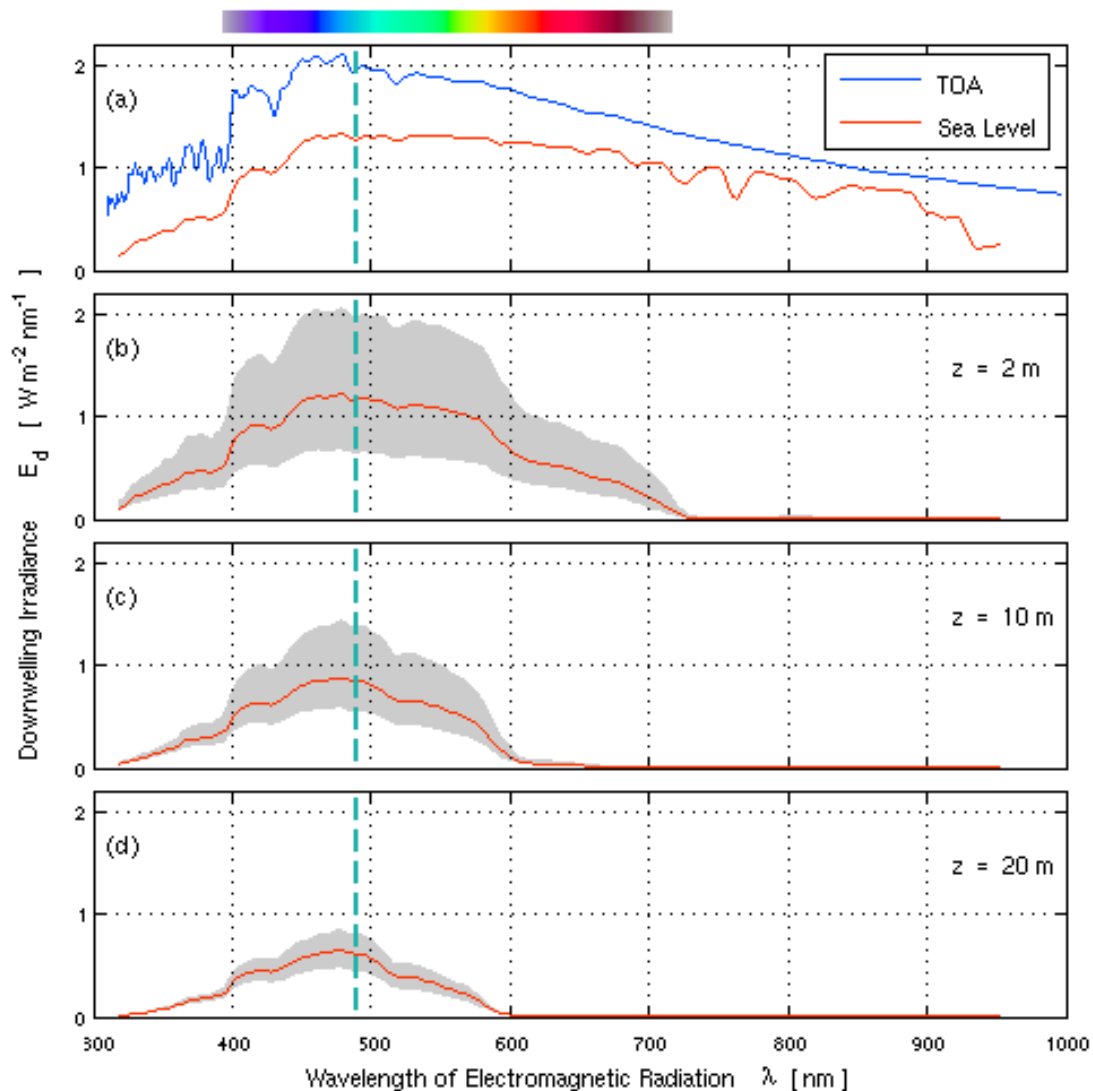 (a)
TOA
Sea Level
2
1
0
(b)
z = 2 m
2
1
0
(c)
z = 10 m
2
1
0
(d)
z = 20 m
2
1
0
300 400 500 600 700 800 900 1000
Wavelength of Electromagnetic Radiation λ [ nm ]
Downwelling Irradiance E_d [ W m⁻² nm⁻¹ ]